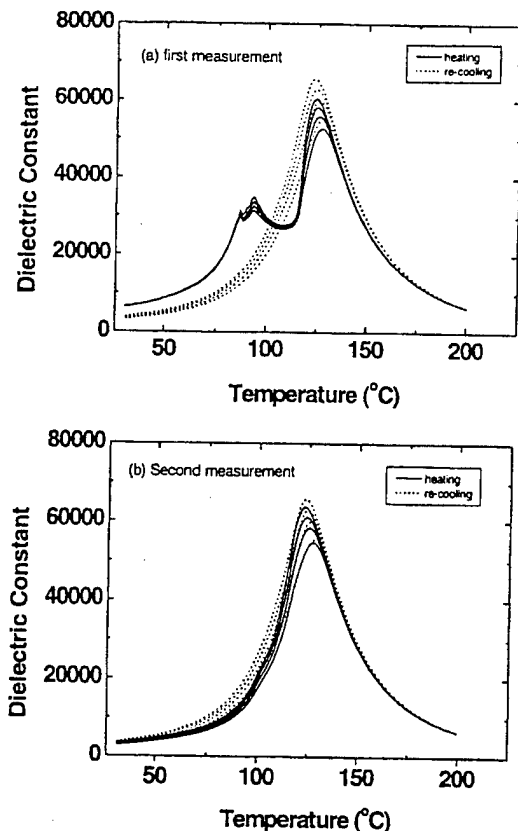 80000
(a) first measurement
heating
re-cooling
60000
40000
20000
0
Dielectric Constant
50
100
150
200
Temperature (°C)
80000
(b) Second measurement
heating
re-cooling
60000
40000
20000
0
Dielectric Constant
50
100
150
200
Temperature (°C)